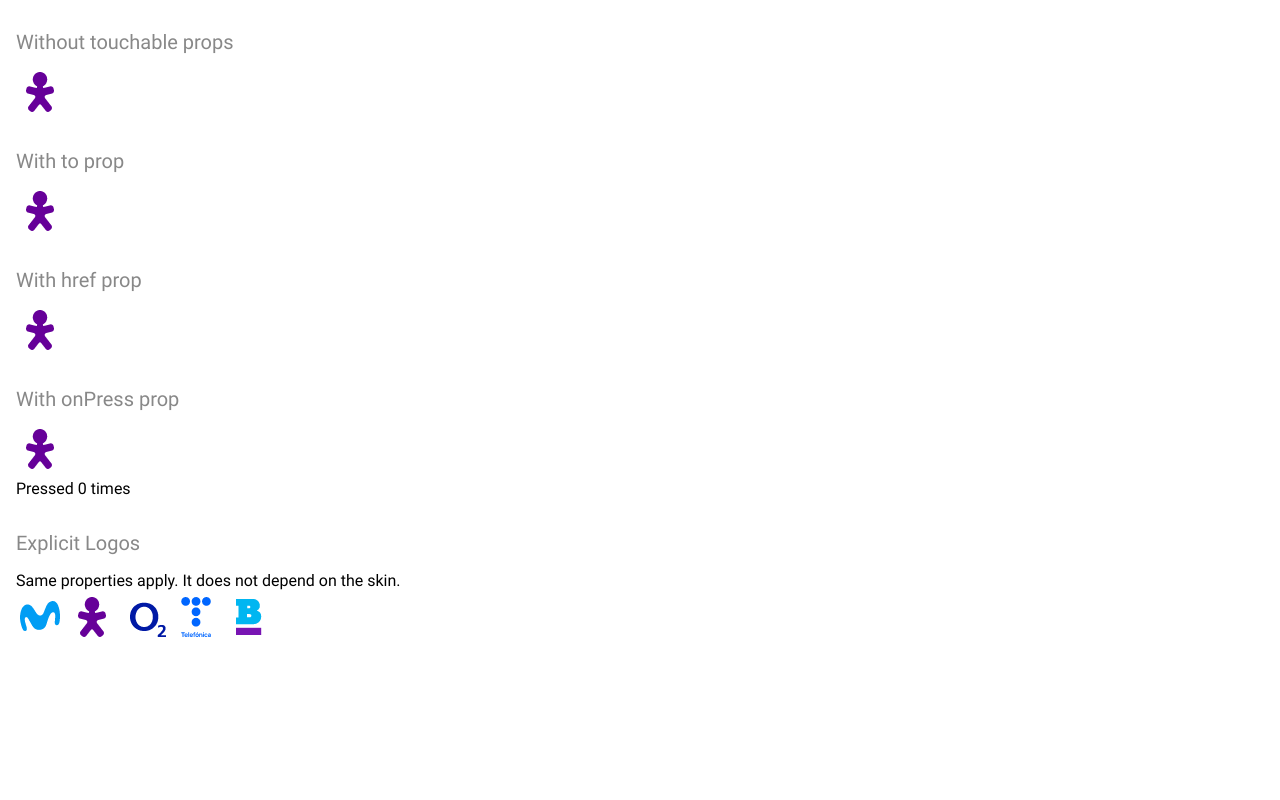 Without touchable props
With to prop
With href prop
With onPress prop
Pressed 0 times
Explicit Logos
Same properties apply. It does not depend on the skin.
O2
Telefónica
B